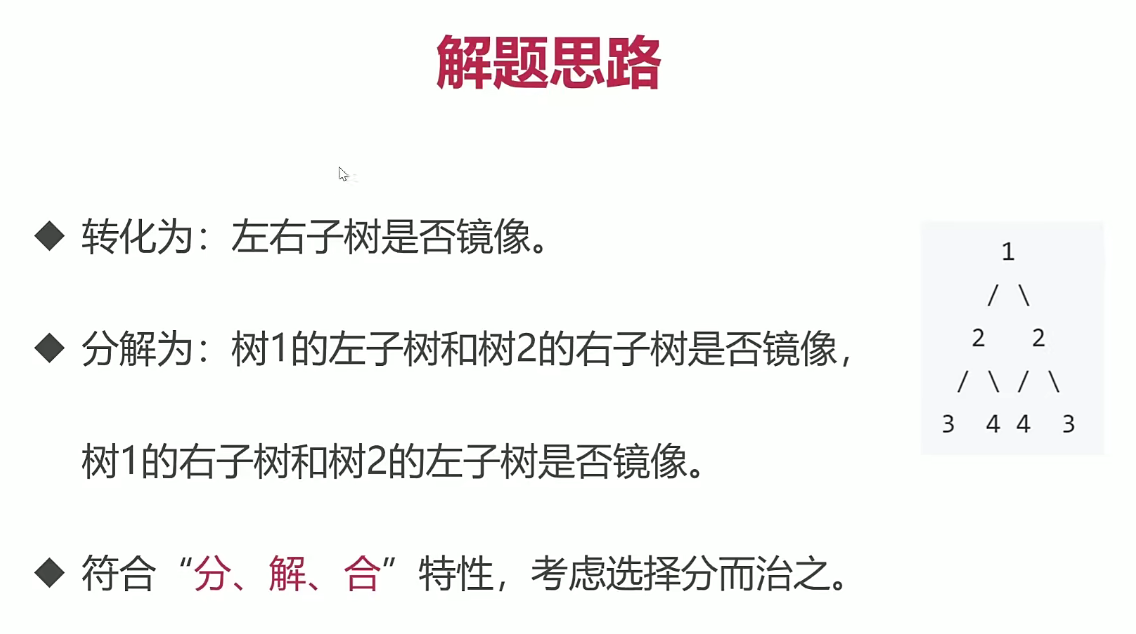 解题思路
转化为：左右子树是否镜像。
分解为：树1的左子树和树2的右子树是否镜像，
树1的右子树和树2的左子树是否镜像。
符合“分、解、合”特性，考虑选择分而治之。
1
/ \
2 2
/ \ / \
3 4 4 3